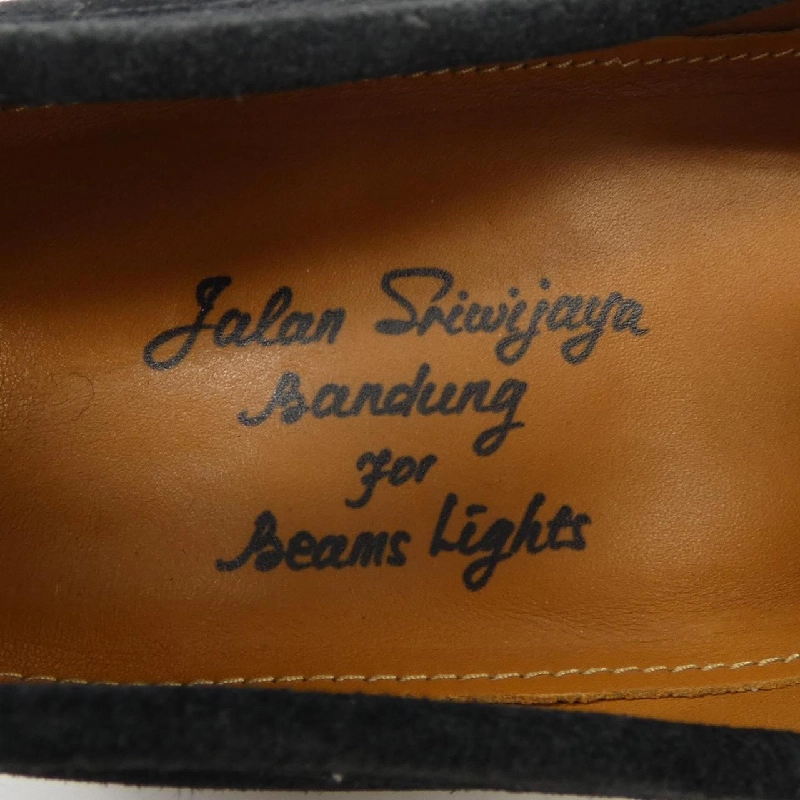 Jalan Sriwijaya
Bandung
for
Beams Lights